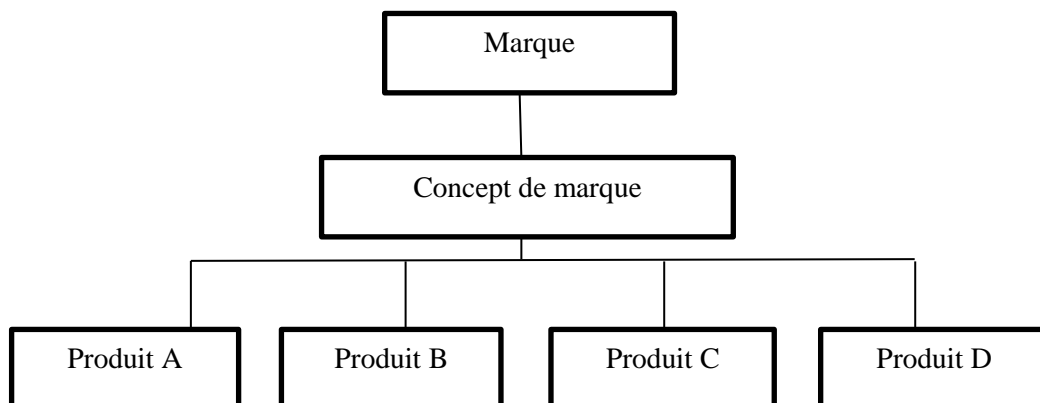 Marque
Concept de marque
Produit A
Produit B
Produit C
Produit D